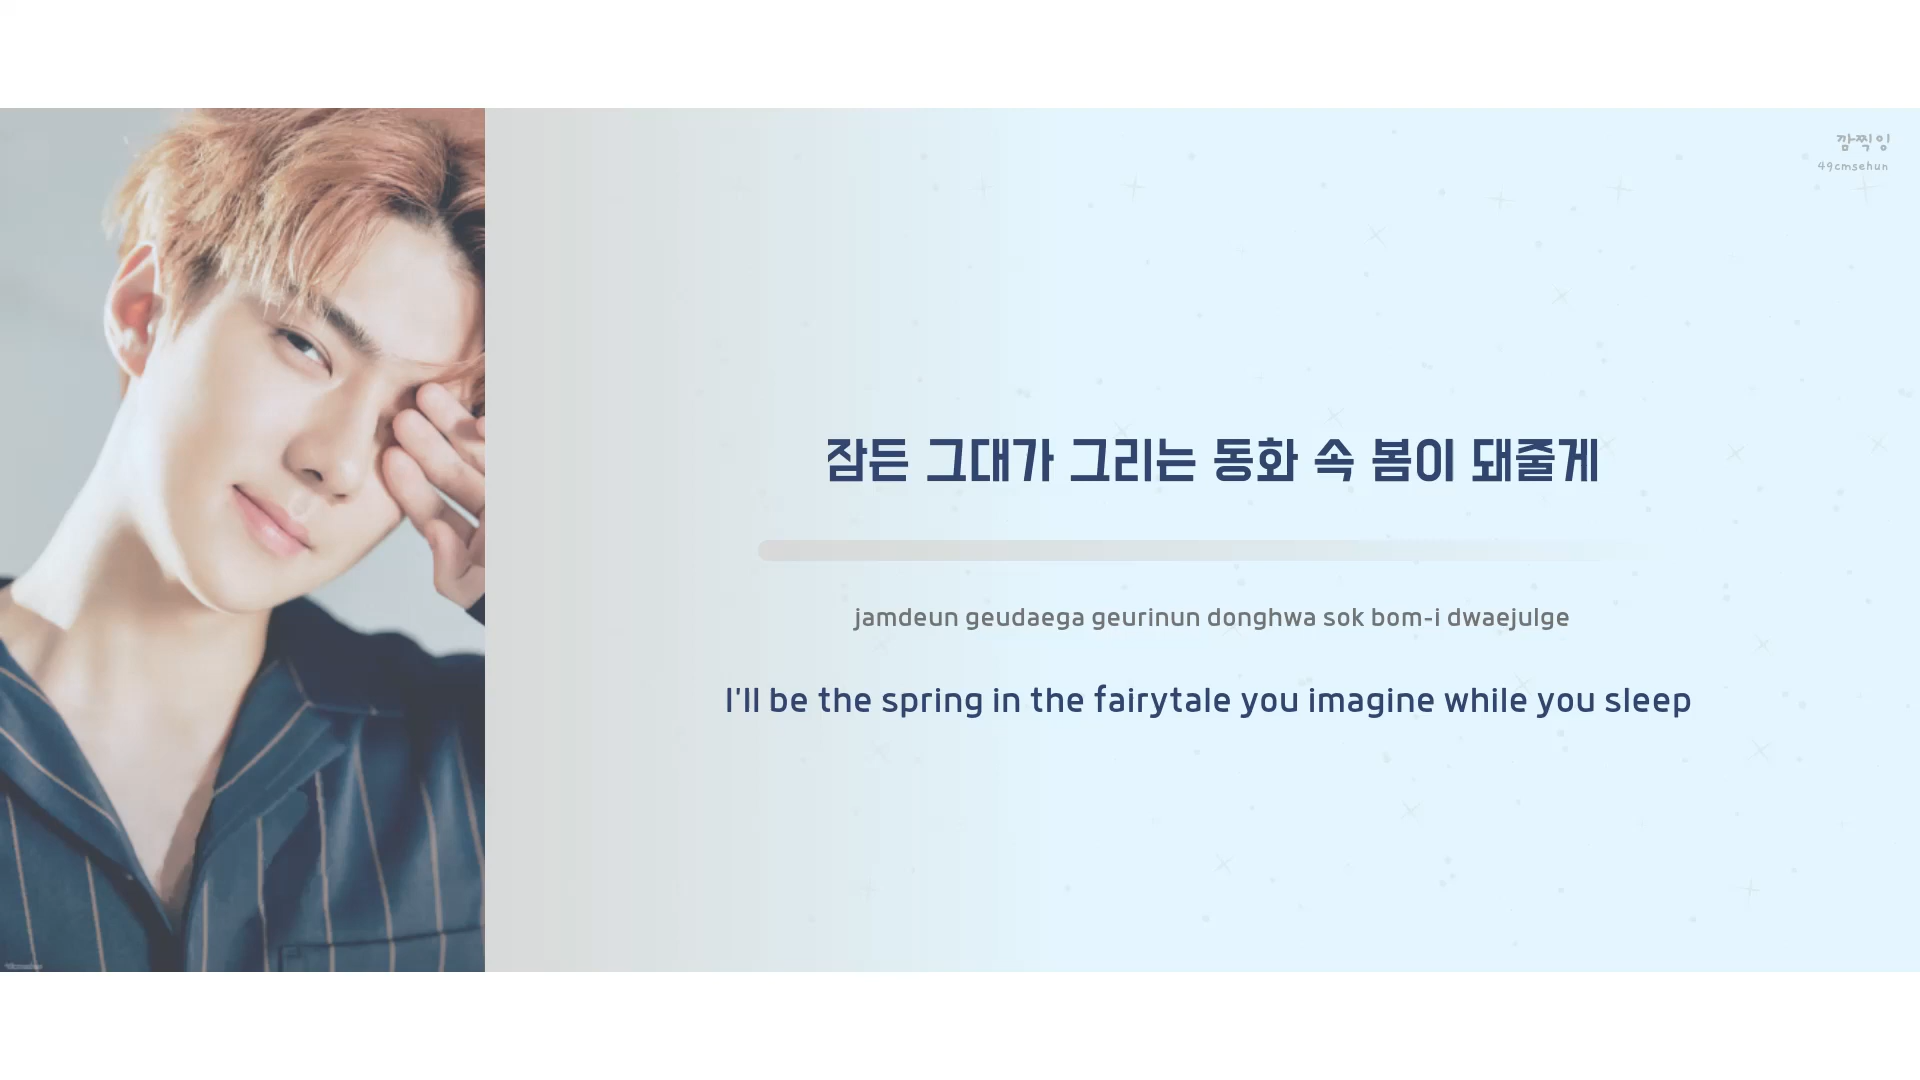 깜찍잉
49cmsehun
잠든 그대가 그리는 동화 속 봄이 돼줄게
jamdeun geudaega geurinun donghwa sok bom-i dwaejulge
I'll be the spring in the fairytale you imagine while you sleep